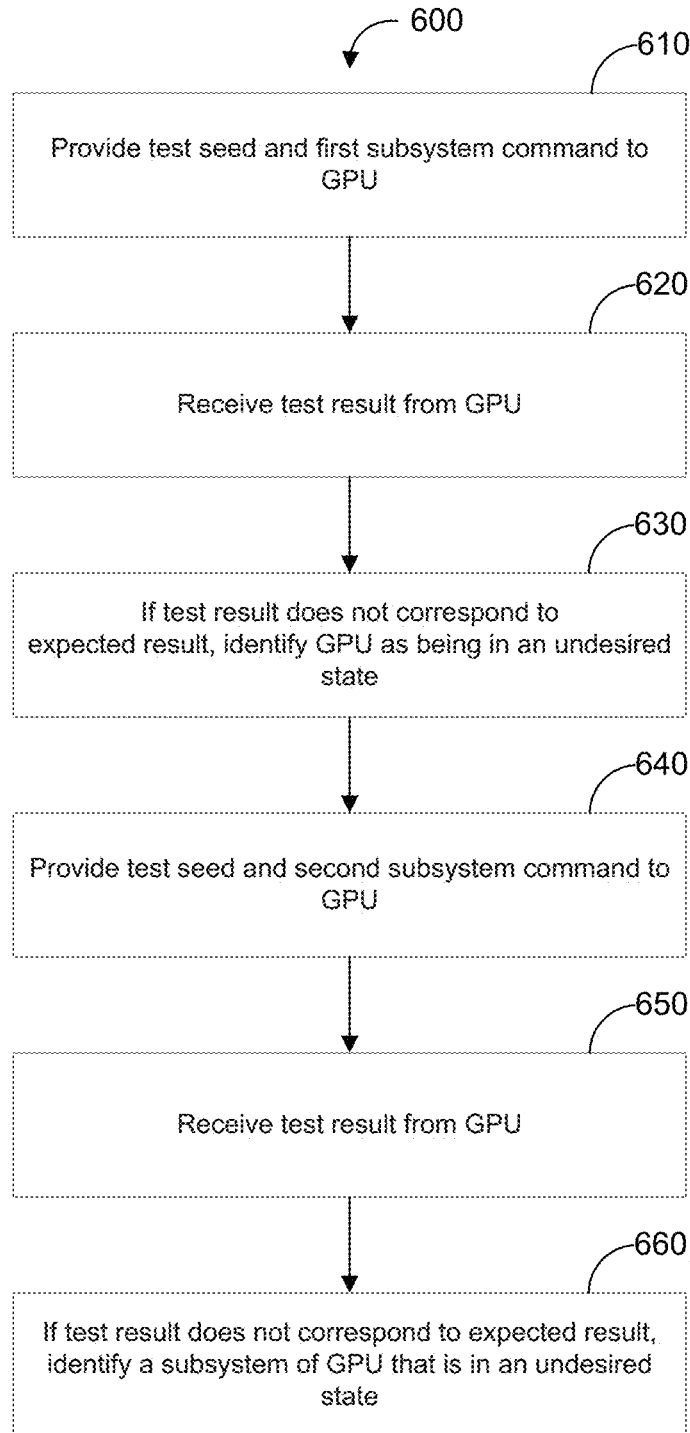 600
610
Provide test seed and first subsystem command to
GPU
620
Receive test result from GPU
630
If test result does not correspond to
expected result, identify GPU as being in an undesired
state
640
Provide test seed and second subsystem command to
GPU
650
Receive test result from GPU
660
If test result does not correspond to expected result,
identify a subsystem of GPU that is in an undesired
state